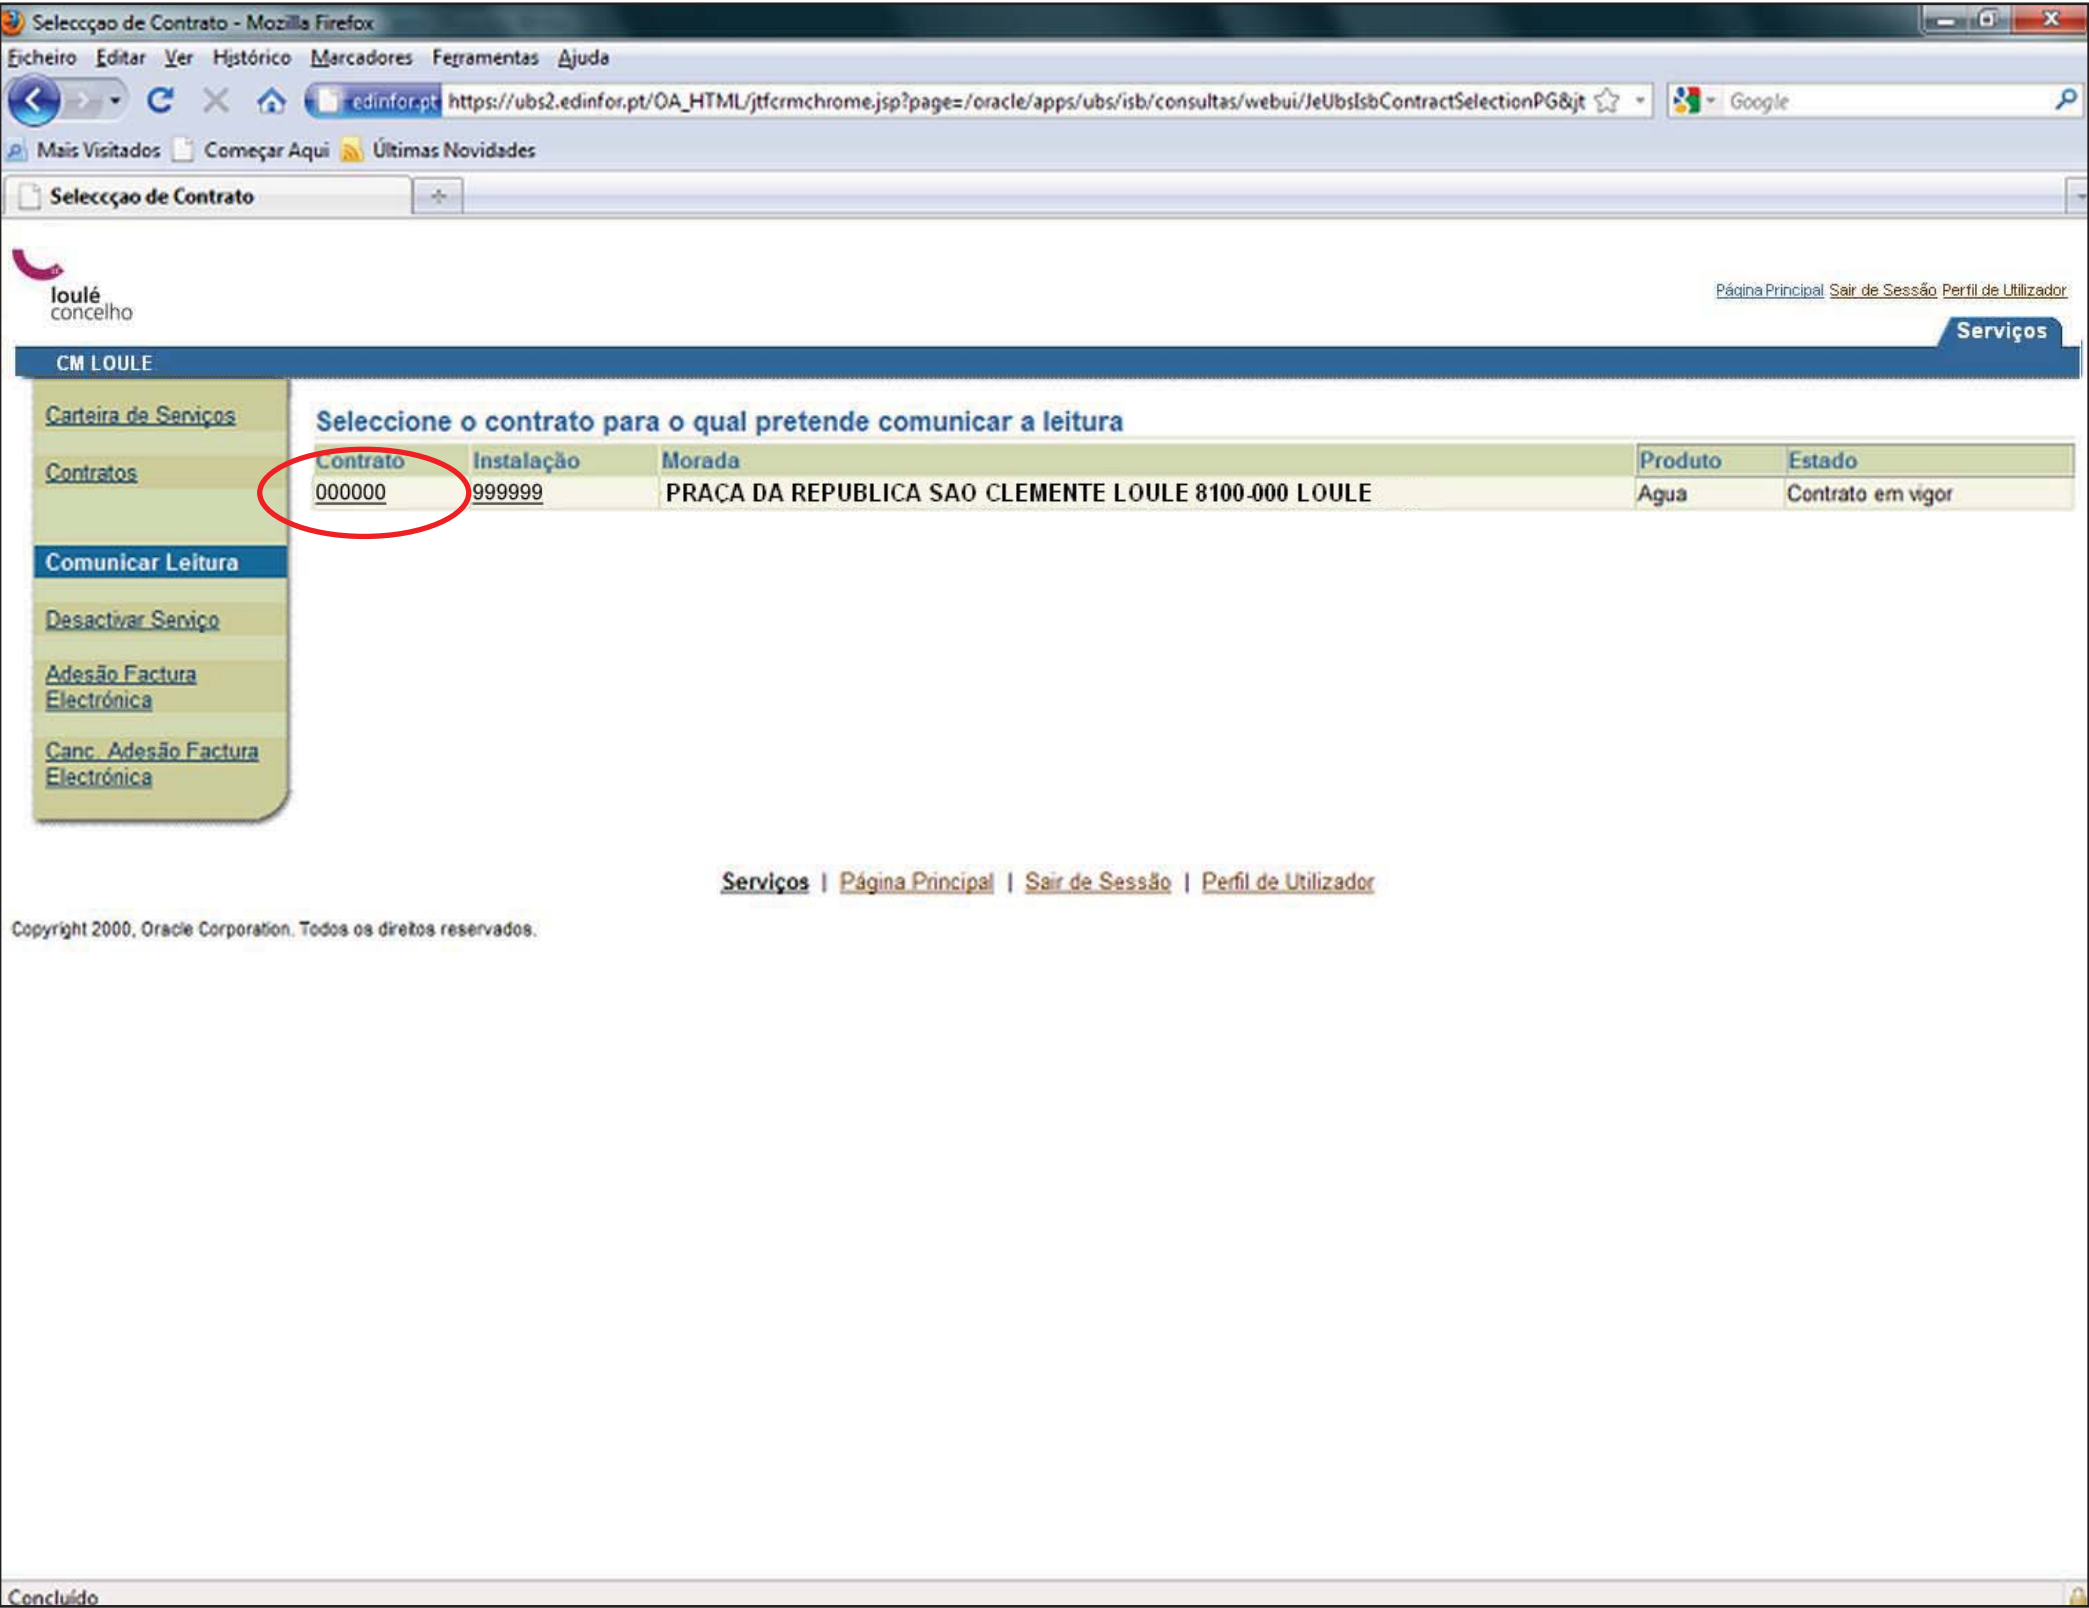 Seleccçao de Contrato - Mozilla Firefox
Ficheiro Editar Ver Histórico Marcadores Ferramentas Ajuda
edinfor.pt https://ubs2.edinfor.pt/OA_HTML/jtfcrmchrome.jsp?page=/oracle/apps/ubs/isb/consultas/webui/JeUbsIsbContractSelectionPG&jt Google
Mais Visitados Começar Aqui Últimas Novidades
Seleccçao de Contrato
loulé
concelho
Página Principal Sair de Sessão Perfil de Utilizador
Serviços
CM LOULE
Carteira de Serviços
Contratos
Comunicar Leitura
Desactivar Serviço
Adesão Factura
Electrónica
Canc. Adesão Factura
Electrónica
Seleccione o contrato para o qual pretende comunicar a leitura
Contrato Instalação Morada Produto Estado
000000 999999 PRAÇA DA REPUBLICA SAO CLEMENTE LOULE 8100-000 LOULE Agua Contrato em vigor
Serviços | Página Principal | Sair de Sessão | Perfil de Utilizador
Copyright 2000, Oracle Corporation. Todos os direitos reservados.
Concluído